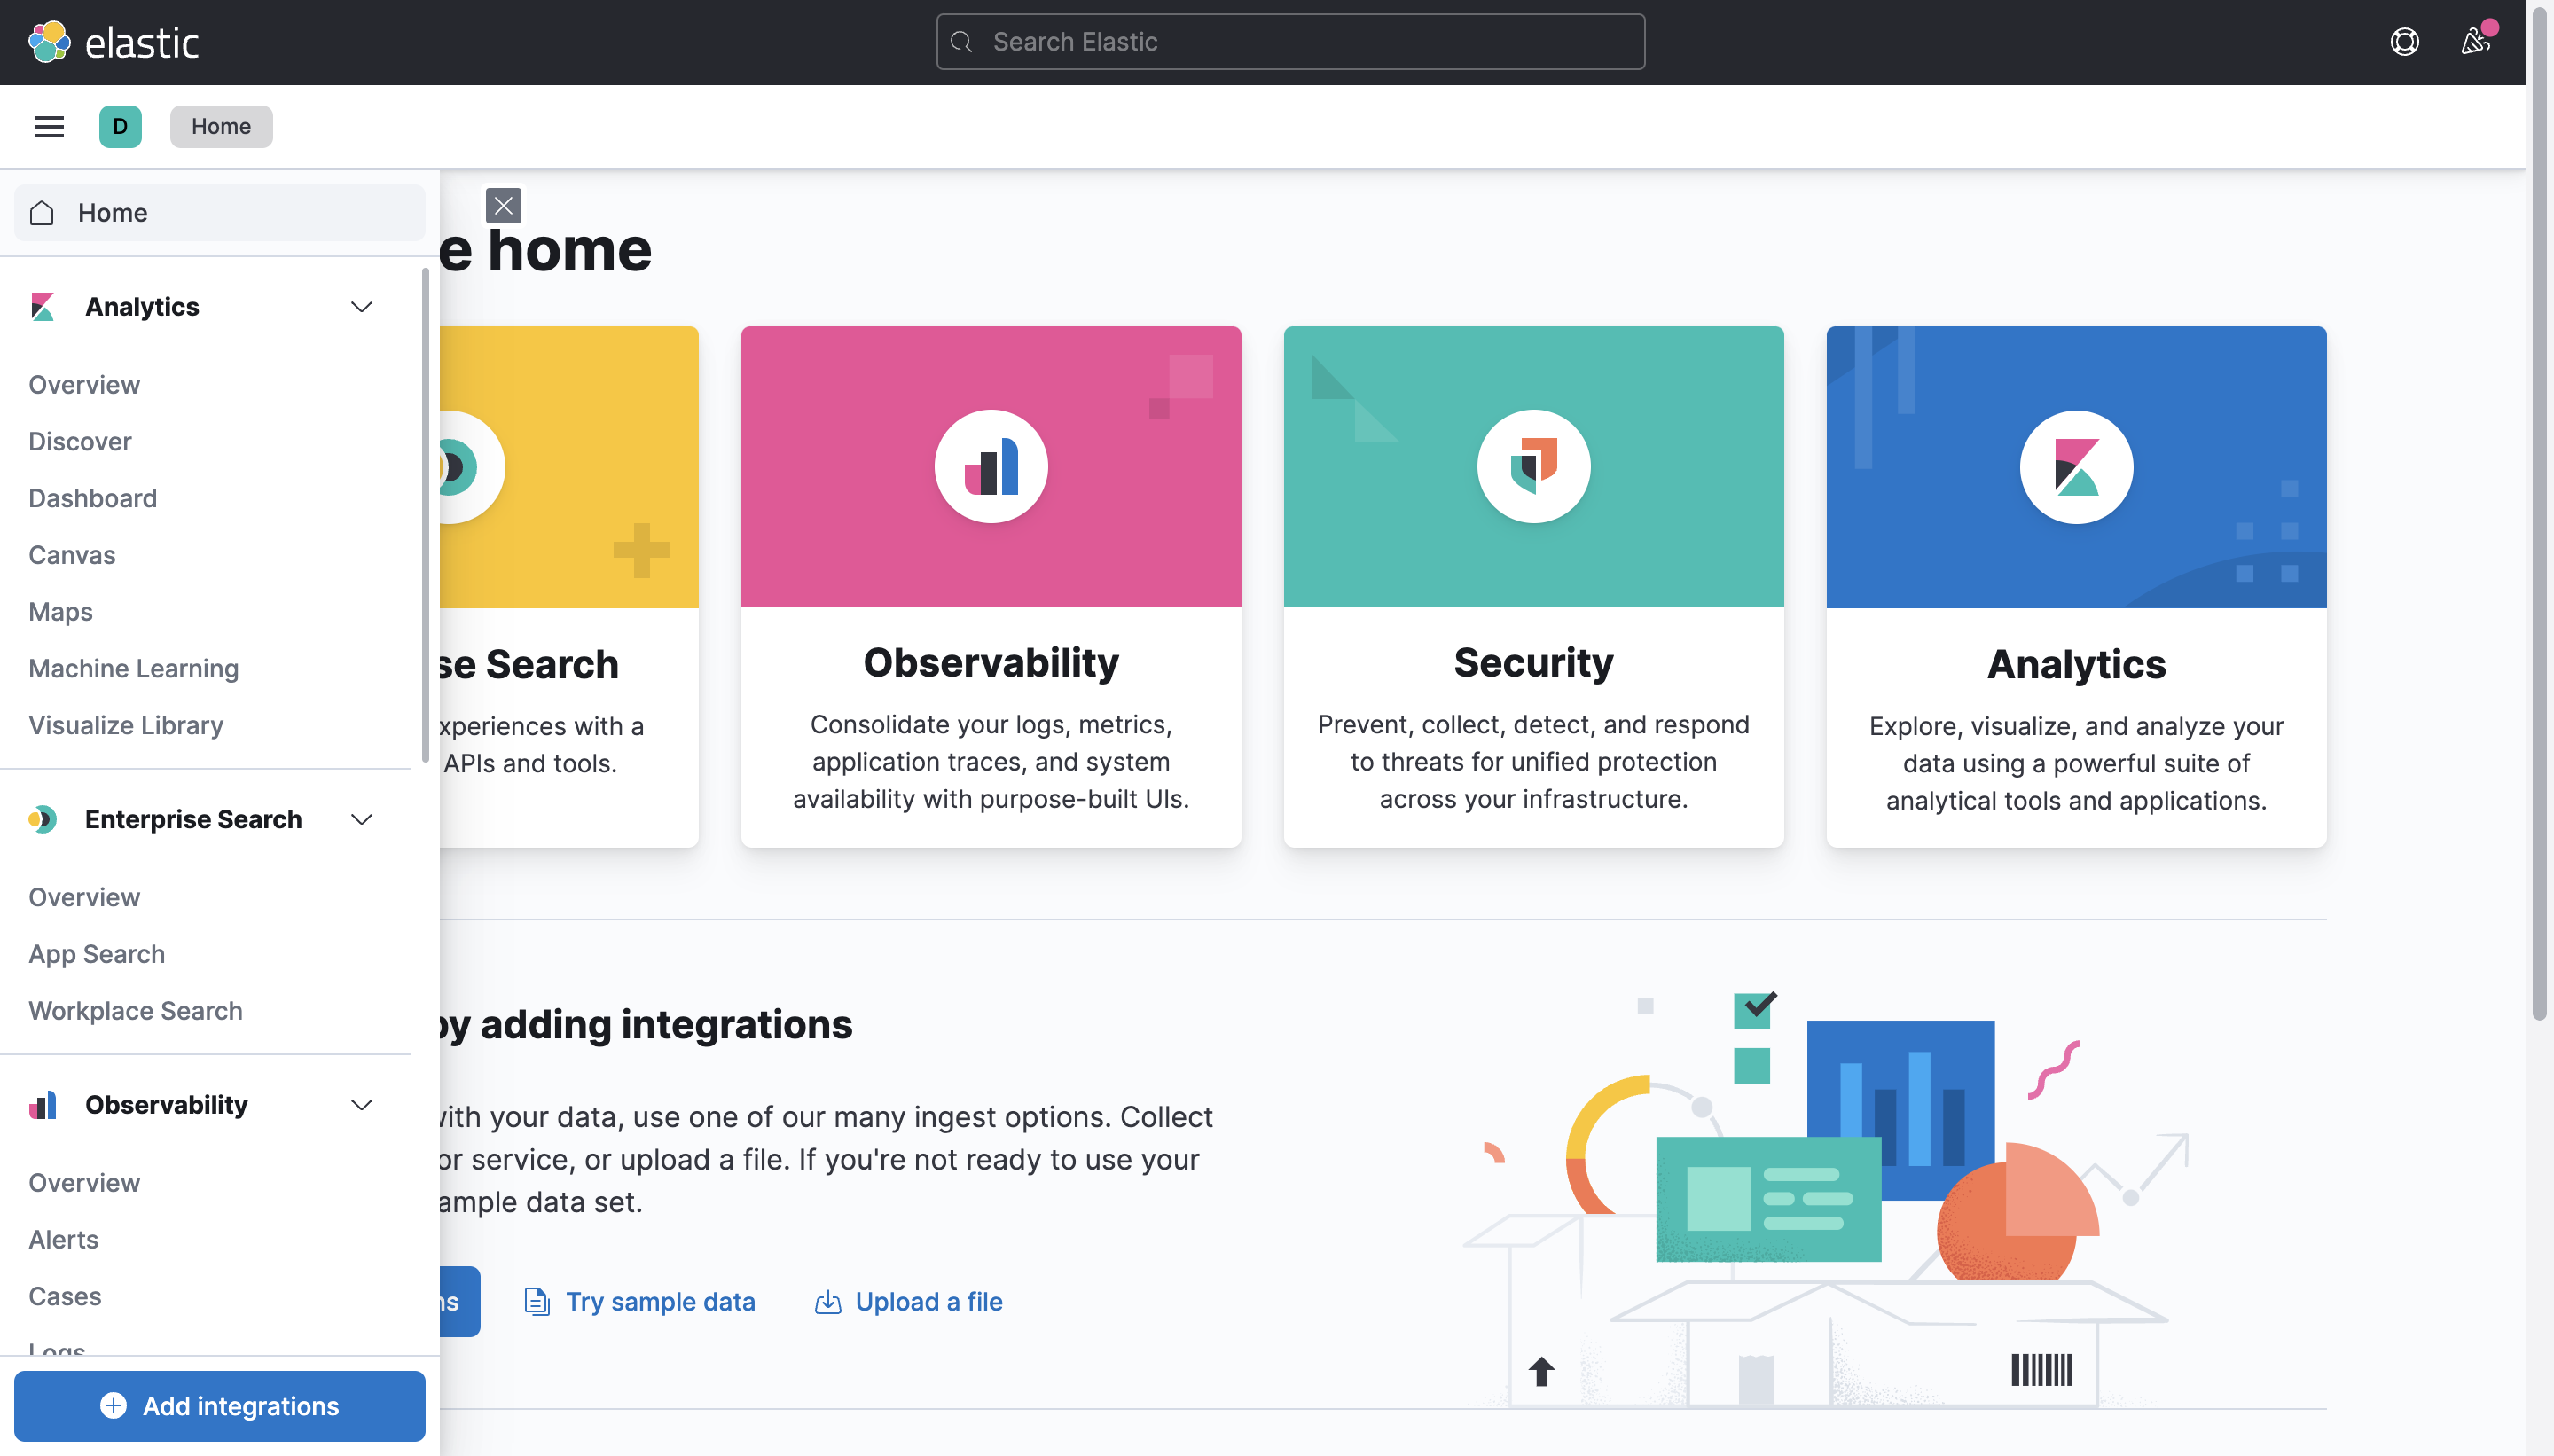 elastic
Search Elastic
D
Home
Home
e home
Analytics
Overview
Discover
Dashboard
Canvas
Maps
Machine Learning
Visualize Library
Enterprise Search
Overview
App Search
Workplace Search
Observability
Overview
Alerts
Cases
Logs
Add integrations
se Search
xperiences with a
APIs and tools.
Observability
Consolidate your logs, metrics,
application traces, and system
availability with purpose-built UIs.
Security
Prevent, collect, detect, and respond
to threats for unified protection
across your infrastructure.
Analytics
Explore, visualize, and analyze your
data using a powerful suite of
analytical tools and applications.
by adding integrations
with your data, use one of our many ingest options. Collect
or service, or upload a file. If you're not ready to use your
ample data set.
ns
Try sample data
Upload a file